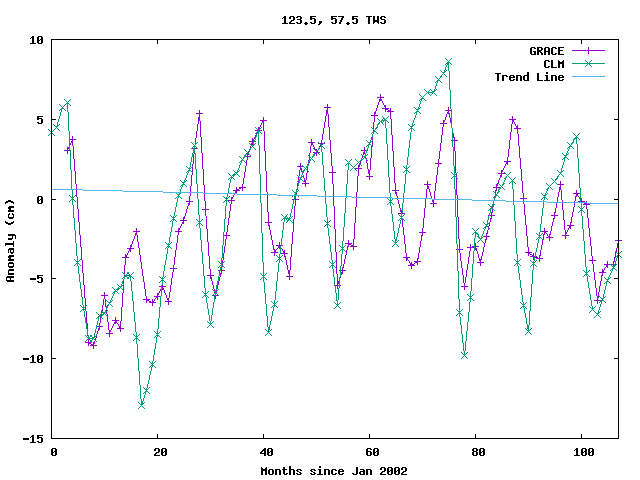 123.5, 57.5 TWS
GRACE
CLM
Trend Line
10
5
0
-5
-10
-15
Anomaly (cm)
0 20 40 60 80 100
Months since Jan 2002